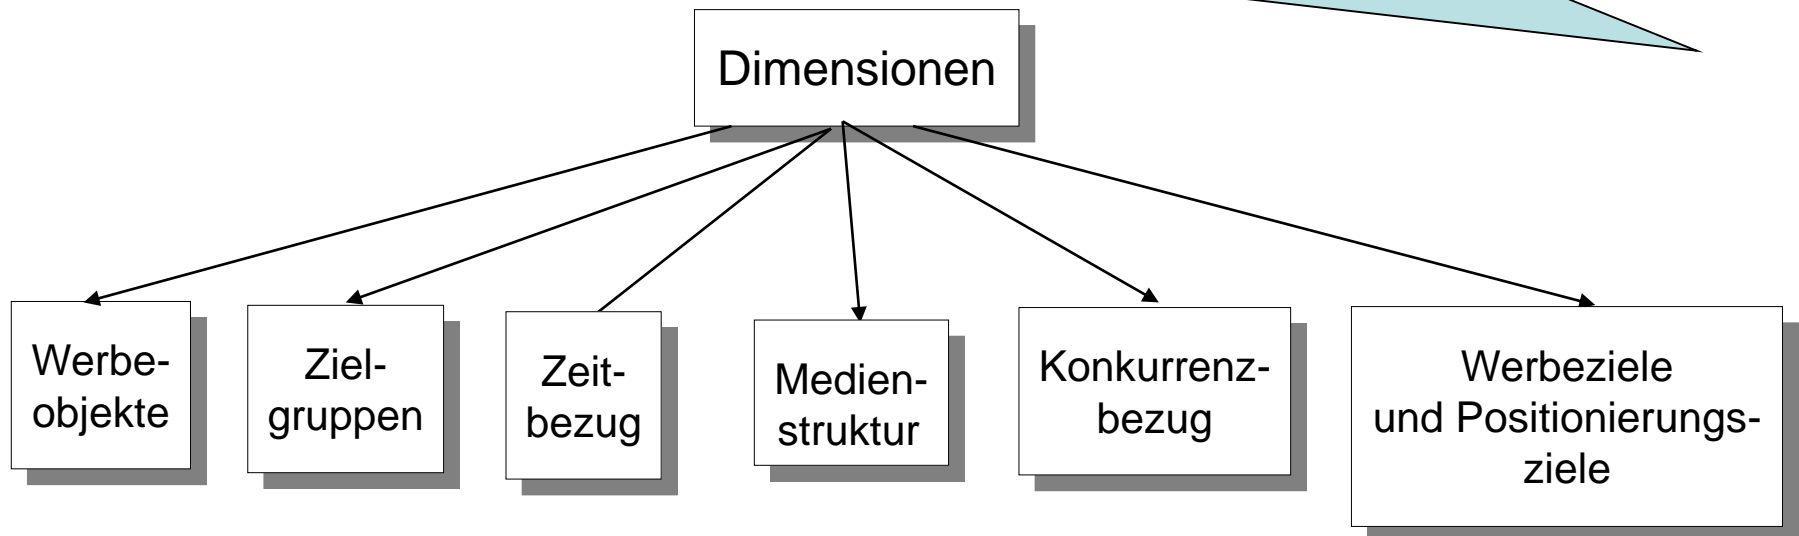 Dimensionen
Werbe-
objekte
Ziel-
gruppen
Zeit-
bezug
Medien-
struktur
Konkurrenz-
bezug
Werbeziele
und Positionierungs-
ziele